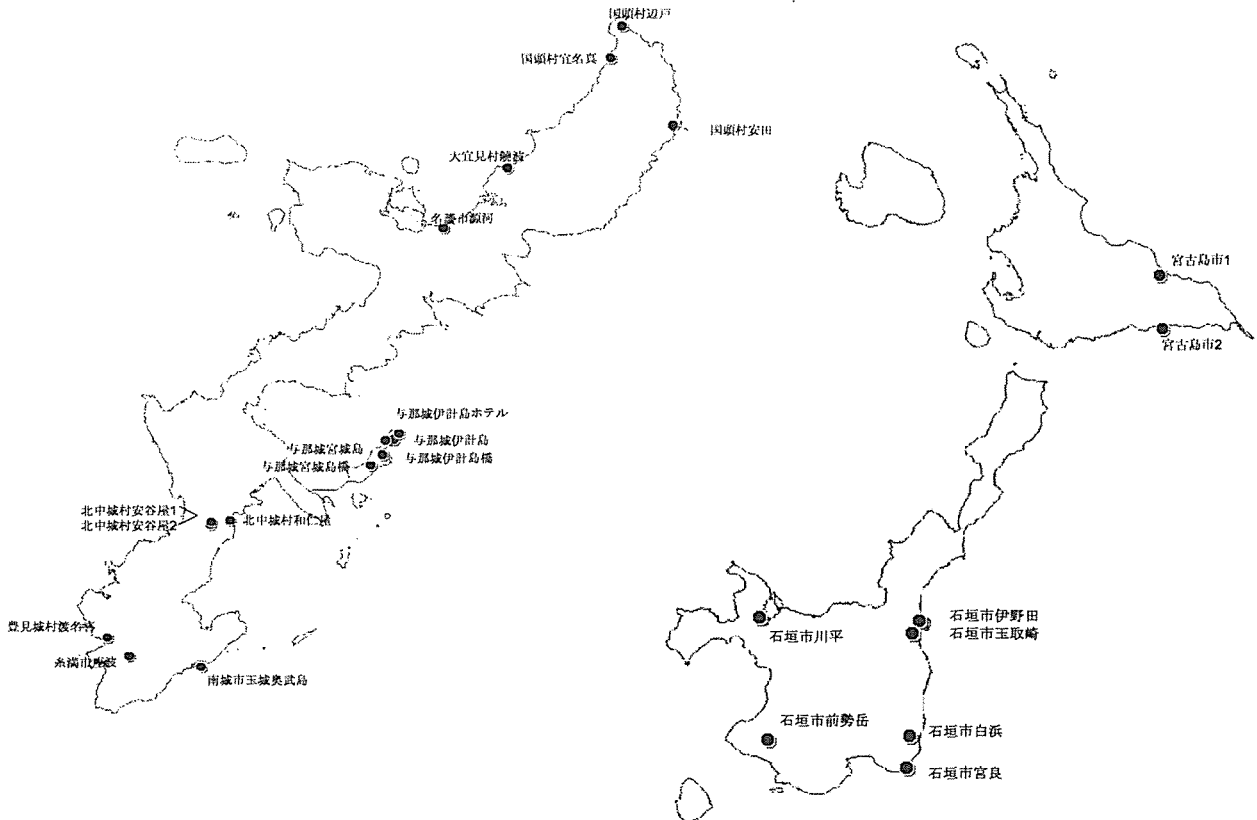 国頭村辺戸
国頭村宜名真
国頭村安田
大宜見村饒波
名護市源河
与那城伊計島ホテル
与那城宮城島
与那城伊計島
与那城宮城島橋
与那城伊計島橋
北中城村安谷屋1
北中城村安谷屋2
北中城村和仁屋
豊見城村渡名喜
糸満市座波
南城市玉城奥武島
宮古島市1
宮古島市2
石垣市川平
石垣市伊野田
石垣市玉取崎
石垣市前勢岳
石垣市白浜
石垣市宮良